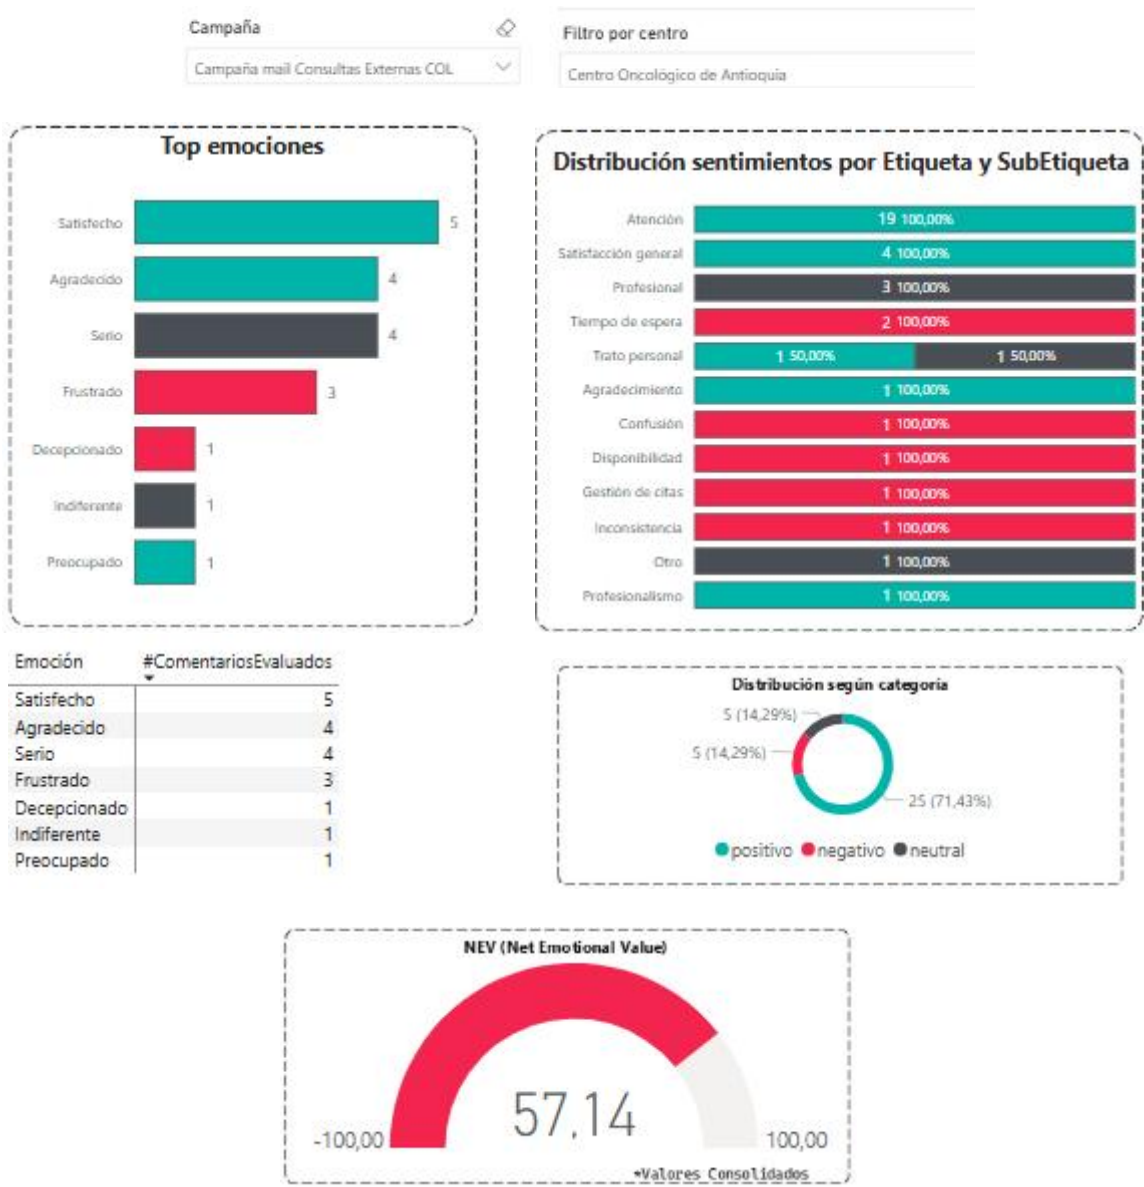 Campaña
Campaña mail Consultas Externas COL
Filtro por centro
Centro Oncológico de Antioquia
Top emociones
Satisfecho 5
Agradecido 4
Serio 4
Frustrado 3
Decepcionado 1
Indiferente 1
Preocupado 1
Distribución sentimientos por Etiqueta y SubEtiqueta
Atención 19 100,00%
Satisfacción general 4 100,00%
Profesional 3 100,00%
Tiempo de espera 2 100,00%
Trato personal 1 50,00% 1 50,00%
Agradecimiento 1 100,00%
Confusión 1 100,00%
Disponibilidad 1 100,00%
Gestión de citas 1 100,00%
Inconsistencia 1 100,00%
Otro 1 100,00%
Profesionalismo 1 100,00%
Emoción #ComentariosEvaluados
Satisfecho 5
Agradecido 4
Serio 4
Frustrado 3
Decepcionado 1
Indiferente 1
Preocupado 1
Distribución según categoría
5 (14,29%)
5 (14,29%)
25 (71,43%)
positivo negativo neutral
NEV (Net Emotional Value)
57,14
-100,00 100,00
*Valores Consolidados